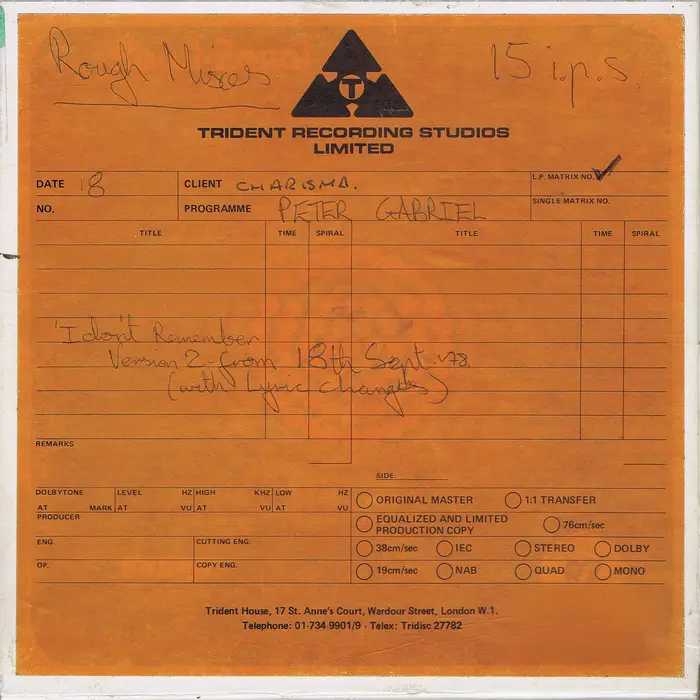 Rough Mixes
15 i.p.s
T
TRIDENT RECORDING STUDIOS
LIMITED
DATE 18 CLIENT CHARISMA. L.P. MATRIX NO. ✓
NO. PROGRAMME PETER GABRIEL SINGLE MATRIX NO.
TITLE TIME SPIRAL TITLE TIME SPIRAL
'I don't Remember
Version 2 from 18th Sept '78.
(with Lyric changes)
REMARKS
SIDE:
DOLBYTONE LEVEL HZ HIGH KHZ LOW HZ
AT MARK AT VU AT VU AT VU
ORIGINAL MASTER 1:1 TRANSFER
PRODUCER
EQUALIZED AND LIMITED
PRODUCTION COPY 76cm/sec
ENG. CUTTING ENG.
38cm/sec IEC STEREO DOLBY
OP. COPY ENG.
19cm/sec NAB QUAD MONO
Trident House, 17 St. Anne's Court, Wardour Street, London W.1.
Telephone: 01-734 9901/9 - Telex: Tridisc 27782